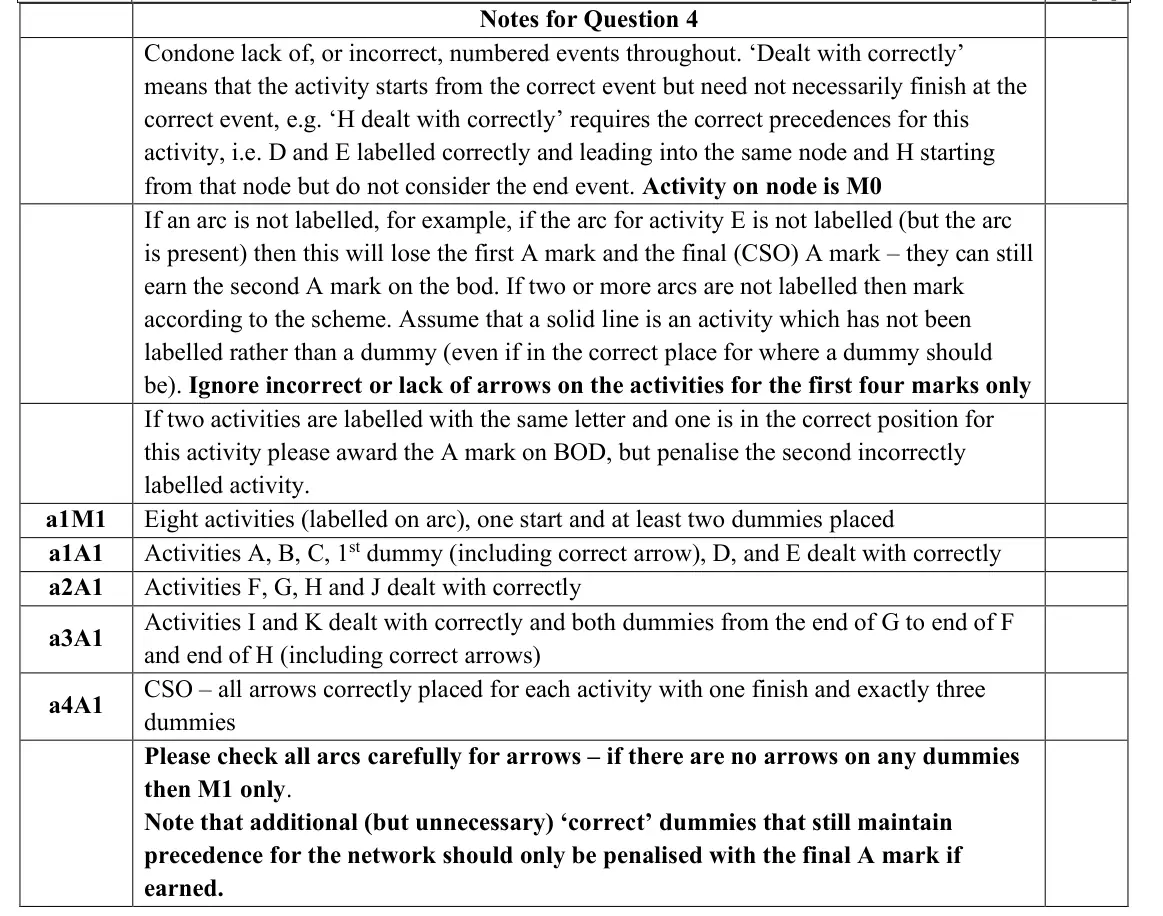 Notes for Question 4
Condone lack of, or incorrect, numbered events throughout. ‘Dealt with correctly’
means that the activity starts from the correct event but need not necessarily finish at the
correct event, e.g. ‘H dealt with correctly’ requires the correct precedences for this
activity, i.e. D and E labelled correctly and leading into the same node and H starting
from that node but do not consider the end event. Activity on node is M0
If an arc is not labelled, for example, if the arc for activity E is not labelled (but the arc
is present) then this will lose the first A mark and the final (CSO) A mark – they can still
earn the second A mark on the bod. If two or more arcs are not labelled then mark
according to the scheme. Assume that a solid line is an activity which has not been
labelled rather than a dummy (even if in the correct place for where a dummy should
be). Ignore incorrect or lack of arrows on the activities for the first four marks only
If two activities are labelled with the same letter and one is in the correct position for
this activity please award the A mark on BOD, but penalise the second incorrectly
labelled activity.
a1M1 Eight activities (labelled on arc), one start and at least two dummies placed
a1A1 Activities A, B, C, 1st dummy (including correct arrow), D, and E dealt with correctly
a2A1 Activities F, G, H and J dealt with correctly
a3A1 Activities I and K dealt with correctly and both dummies from the end of G to end of F
and end of H (including correct arrows)
a4A1 CSO – all arrows correctly placed for each activity with one finish and exactly three
dummies
Please check all arcs carefully for arrows – if there are no arrows on any dummies
then M1 only.
Note that additional (but unnecessary) ‘correct’ dummies that still maintain
precedence for the network should only be penalised with the final A mark if
earned.